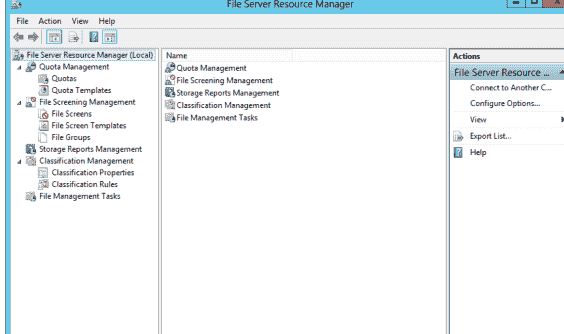 File Server Resource Manager
File Action View Help
File Server Resource Manager (Local)
Quota Management
Quotas
Quota Templates
File Screening Management
File Screens
File Screen Templates
File Groups
Storage Reports Management
Classification Management
Classification Properties
Classification Rules
File Management Tasks
Name
Quota Management
File Screening Management
Storage Reports Management
Classification Management
File Management Tasks
Actions
File Server Resource ...
Connect to Another C...
Configure Options...
View
Export List...
Help